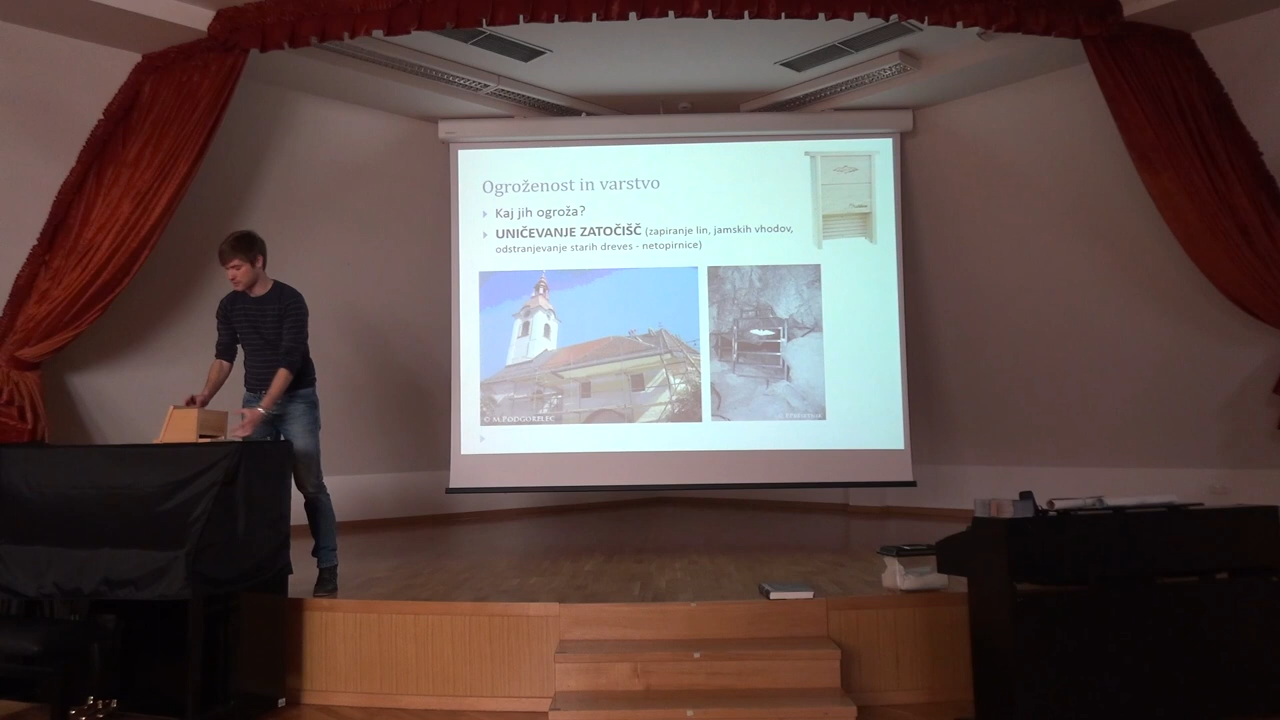 Ogroženost in varstvo
Kaj jih ogroža?
UNIČEVANJE ZATOČIŠČ (zapiranje lin, jamskih vhodov,
odstranjevanje starih dreves - netopirnice)
© M.PODGORELEC